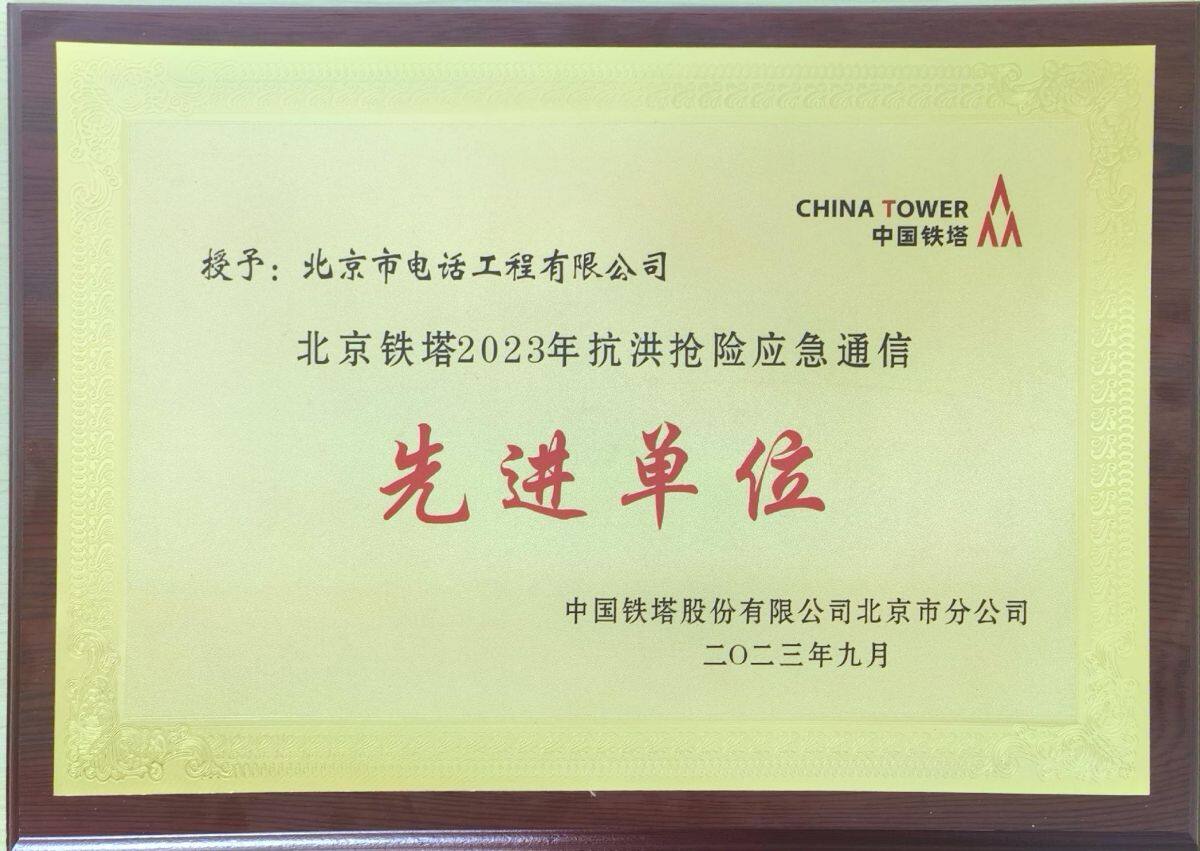 CHINA TOWER
中国铁塔
授予：北京市电话工程有限公司
北京铁塔2023年抗洪抢险应急通信
先进单位
中国铁塔股份有限公司北京市分公司
二〇二三年九月